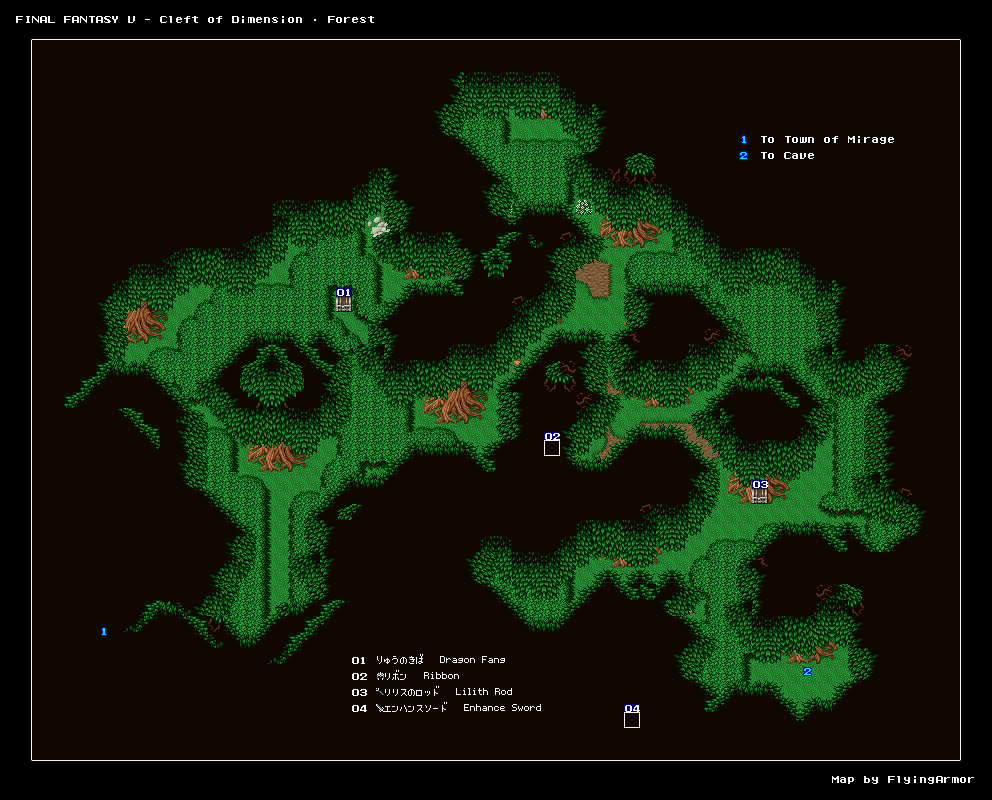 FINAL FANTASY V - Cleft of Dimension · Forest
1 To Town of Mirage
2 To Cave
01
02
03
1
2
01 りゅうのきば Dragon Fang
02 リボン Ribbon
03 リリスのロッド Lilith Rod
04 エンハンスソード Enhance Sword
04
Map by FlyingArmor